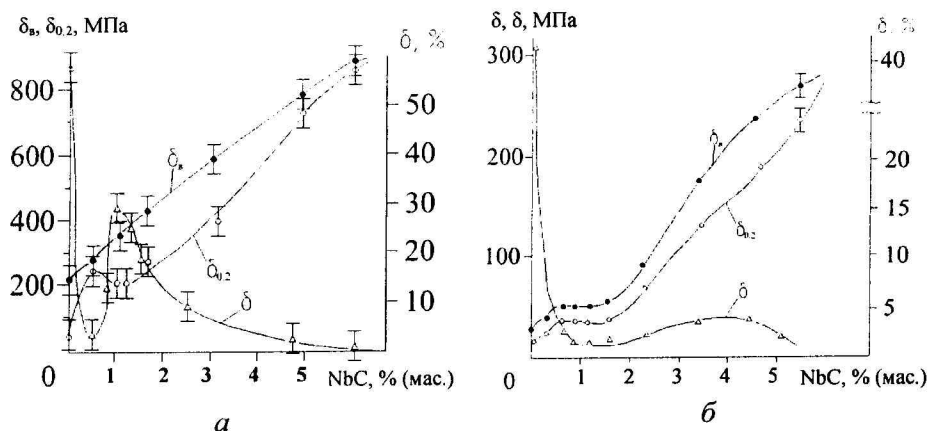 δв, δ0,2, МПа
δ, %
800
600
400
200
0
50
40
30
20
10
δв
δ0,2
δ
1
2
3
5
NbC, % (мас.)
а
δ, δ, МПа
δ, %
300
200
100
0
40
20
15
10
5
δв
δ0,2
δ
1
2
3
4
5
NbC, % (мас.)
б